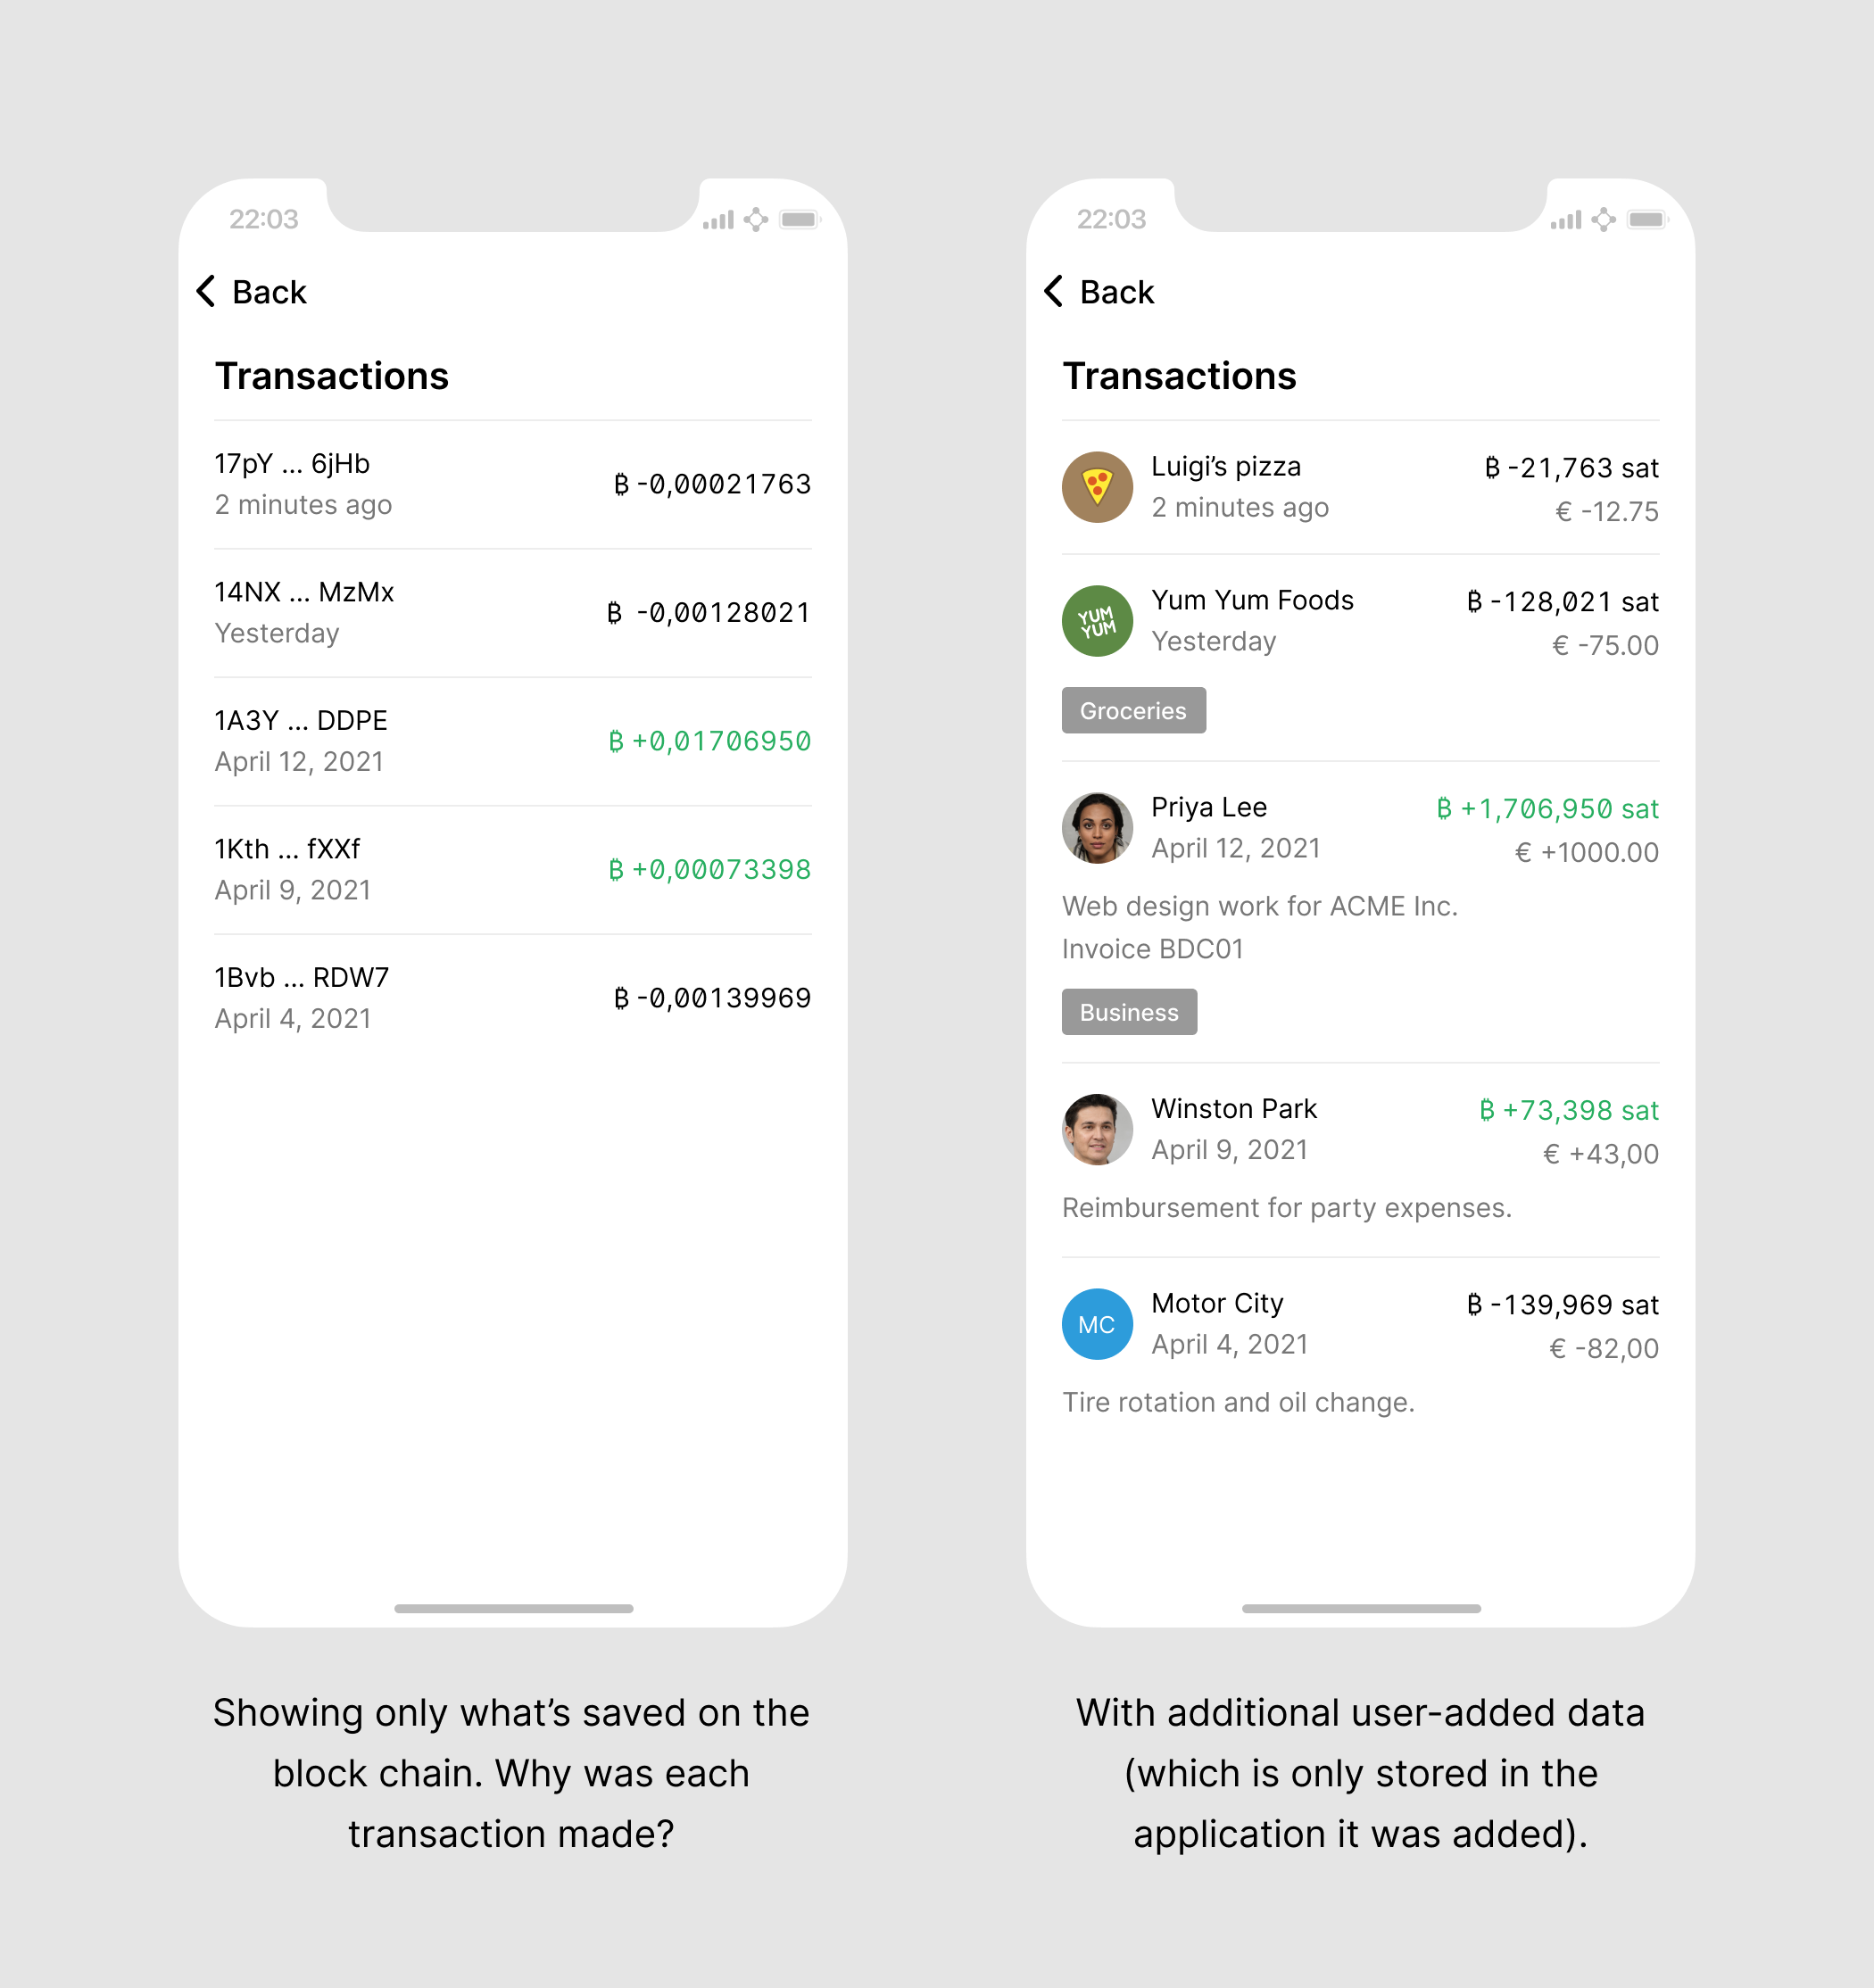 22:03
Back
Transactions
17pY ... 6jHb
₿ -0,00021763
2 minutes ago
14NX ... MzMx
₿ -0,00128021
Yesterday
1A3Y ... DDPE
₿ +0,01706950
April 12, 2021
1Kth ... fXXf
₿ +0,00073398
April 9, 2021
1Bvb ... RDW7
₿ -0,00139969
April 4, 2021
Showing only what’s saved on the
block chain. Why was each
transaction made?
22:03
Back
Transactions
Luigi’s pizza
₿ -21,763 sat
2 minutes ago
€ -12.75
YUM
YUM
Yum Yum Foods
₿ -128,021 sat
Yesterday
€ -75.00
Groceries
Priya Lee
₿ +1,706,950 sat
April 12, 2021
€ +1000.00
Web design work for ACME Inc.
Invoice BDC01
Business
Winston Park
₿ +73,398 sat
April 9, 2021
€ +43,00
Reimbursement for party expenses.
MC
Motor City
₿ -139,969 sat
April 4, 2021
€ -82,00
Tire rotation and oil change.
With additional user-added data
(which is only stored in the
application it was added).